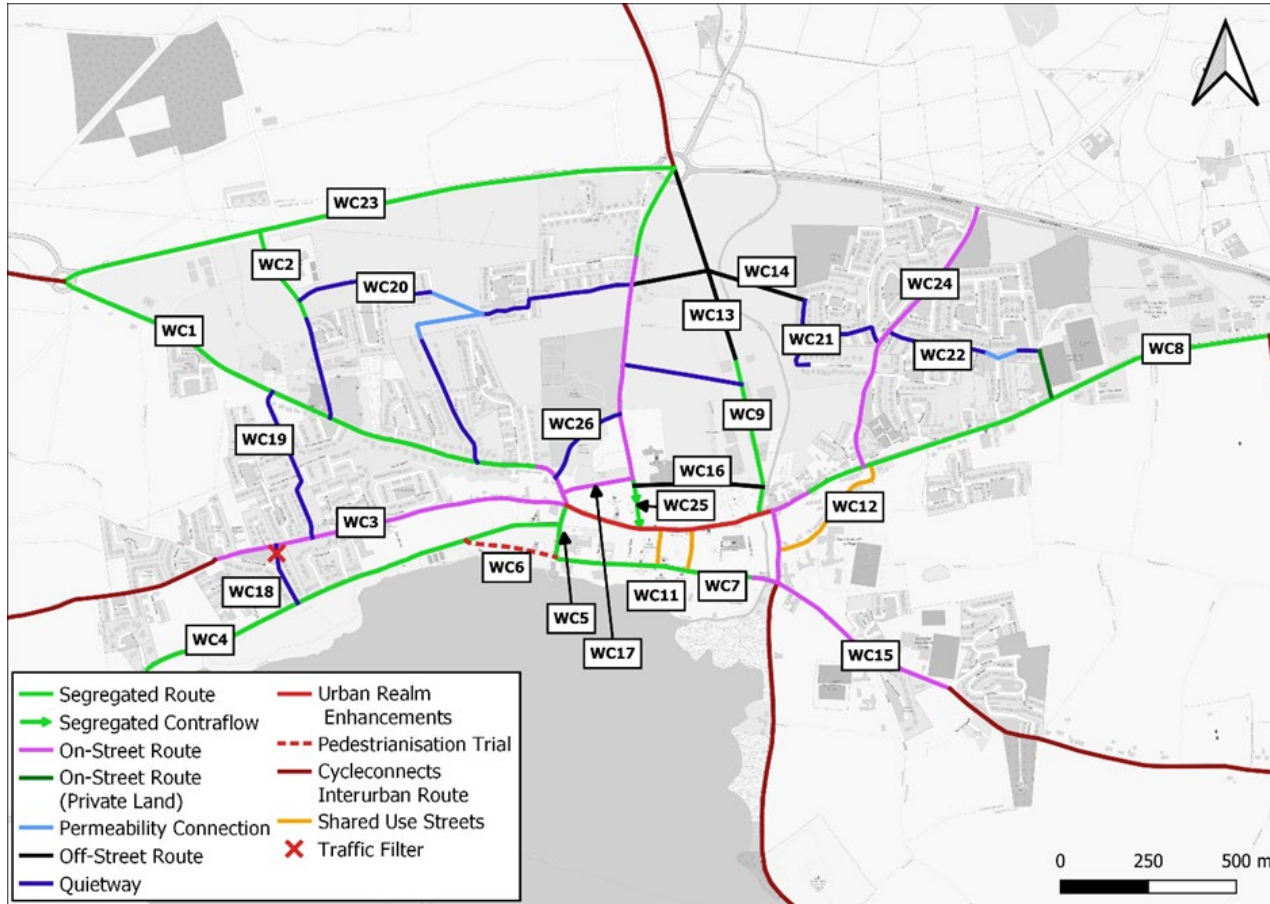 WC23
WC2
WC20
WC14
WC24
WC1
WC13
WC21
WC22
WC8
WC26
WC9
WC19
WC16
WC25
WC3
WC12
WC6
WC11
WC7
WC18
WC5
WC4
WC17
WC15
Segregated Route
Segregated Contraflow
On-Street Route
On-Street Route
(Private Land)
Permeability Connection
Off-Street Route
Quietway
Urban Realm
Enhancements
Pedestrianisation Trial
Cycleconnects
Interurban Route
Shared Use Streets
Traffic Filter
0 250 500 m